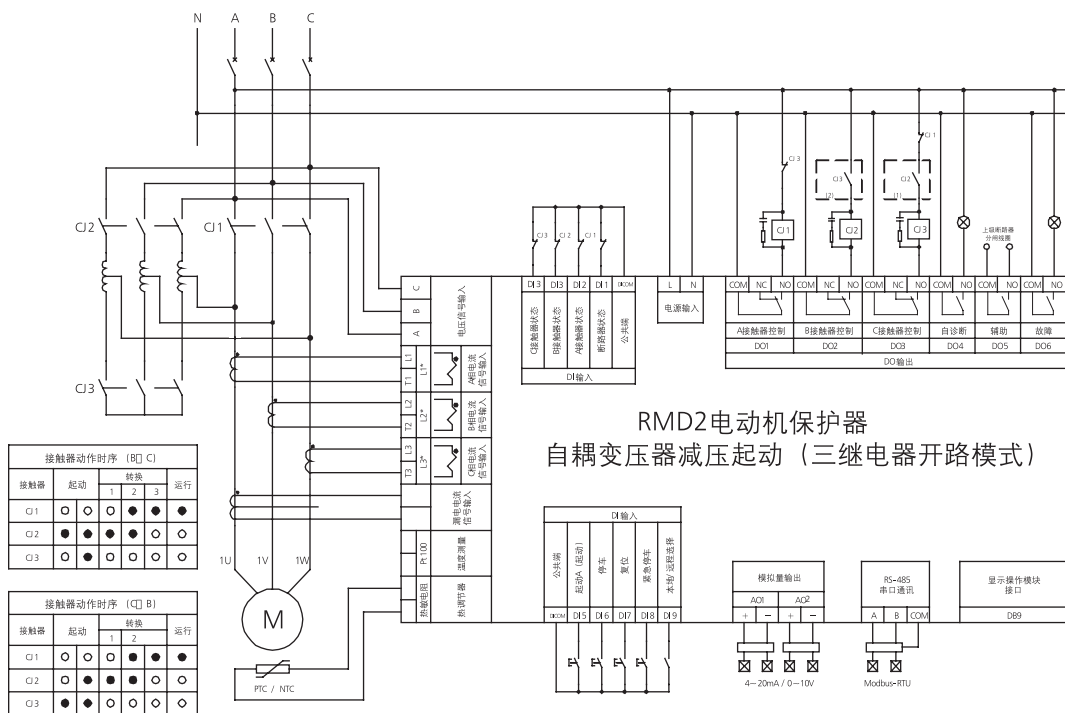 N A B C
CJ2
CJ1
CJ3
CJ3
CJ3
(2)
CJ1
CJ2
(1)
CJ1
CJ2
CJ3
上级断路器
分闸线圈
CJ3 CJ2 CJ1
C
B
A
电压信号输入
L1
T1
L1*
A相电流
信号输入
L2
T2
L2*
B相电流
信号输入
L3
T3
L3*
C相电流
信号输入
漏电电流
信号输入
Pt100
温度测量
热敏电阻
热调节器
DI3 DI3 DI2 DI1 DICOM
C接触器状态
B接触器状态
A接触器状态
断路器状态
公共端
DI输入
L N
电源输入
COM NC NO COM NC NO COM NC NO COM NO COM NO COM NO
A接触器控制 B接触器控制 C接触器控制 自诊断 辅助 故障
DO1 DO2 DO3 DO4 DO5 DO6
DO输出
RMD2电动机保护器
自耦变压器减压起动（三继电器开路模式）
接触器动作时序 (B□ C)
接触器 起动 转换 运行
1 2 3
CJ1
CJ2
CJ3
接触器动作时序 (C□ B)
接触器 起动 转换 运行
1 2
CJ1
CJ2
CJ3
1U 1V 1W
M
PTC / NTC
DI输入
公共端
起动A (起动)
停车
复位
紧急停车
本地/远程选择
DICOM DI5 DI6 DI7 DI8 DI9
模拟量输出
AO1 AO2
+ − + −
4－20mA / 0－10V
RS-485
串口通讯
A B COM
Modbus-RTU
显示操作模块
接口
DB9